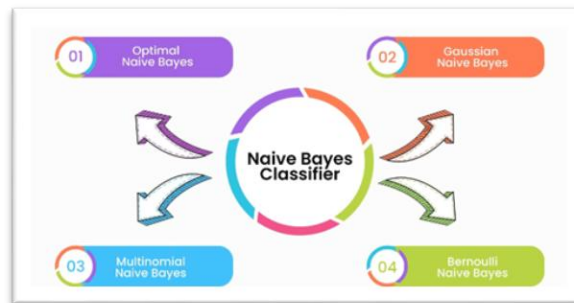 01
Optimal
Naive Bayes
02
Gaussian
Naive Bayes
Naive Bayes
Classifier
03
Multinomial
Naive Bayes
04
Bernoulli
Naive Bayes